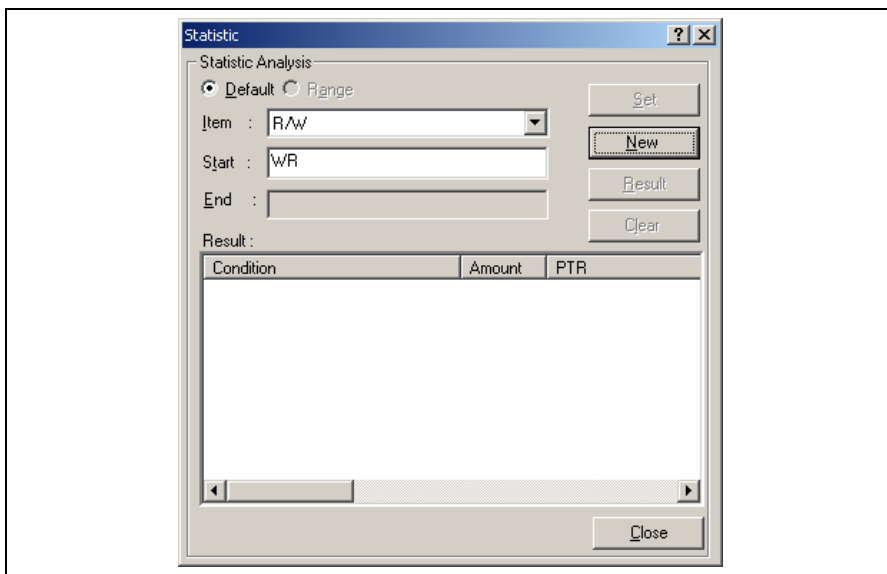 Statistic
Statistic Analysis
Default Range
Set
Item : R/W
New
Start : WR
Result
End :
Clear
Result :
Condition Amount PTR
Close